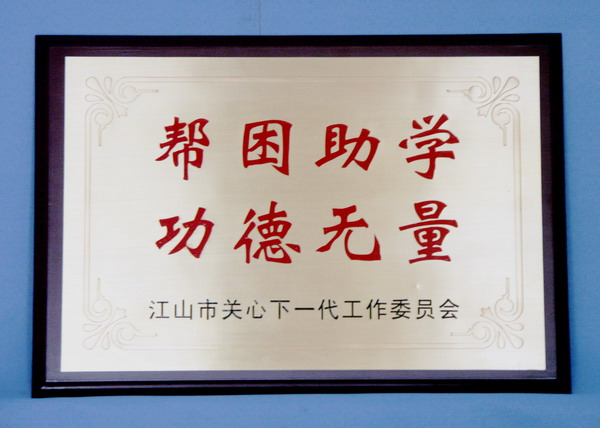 帮困助学
功德无量
江山市关心下一代工作委员会